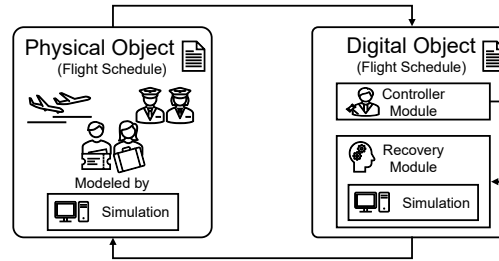 Physical Object
(Flight Schedule)
Modeled by
Simulation
Digital Object
(Flight Schedule)
Controller
Module
Recovery
Module
Simulation